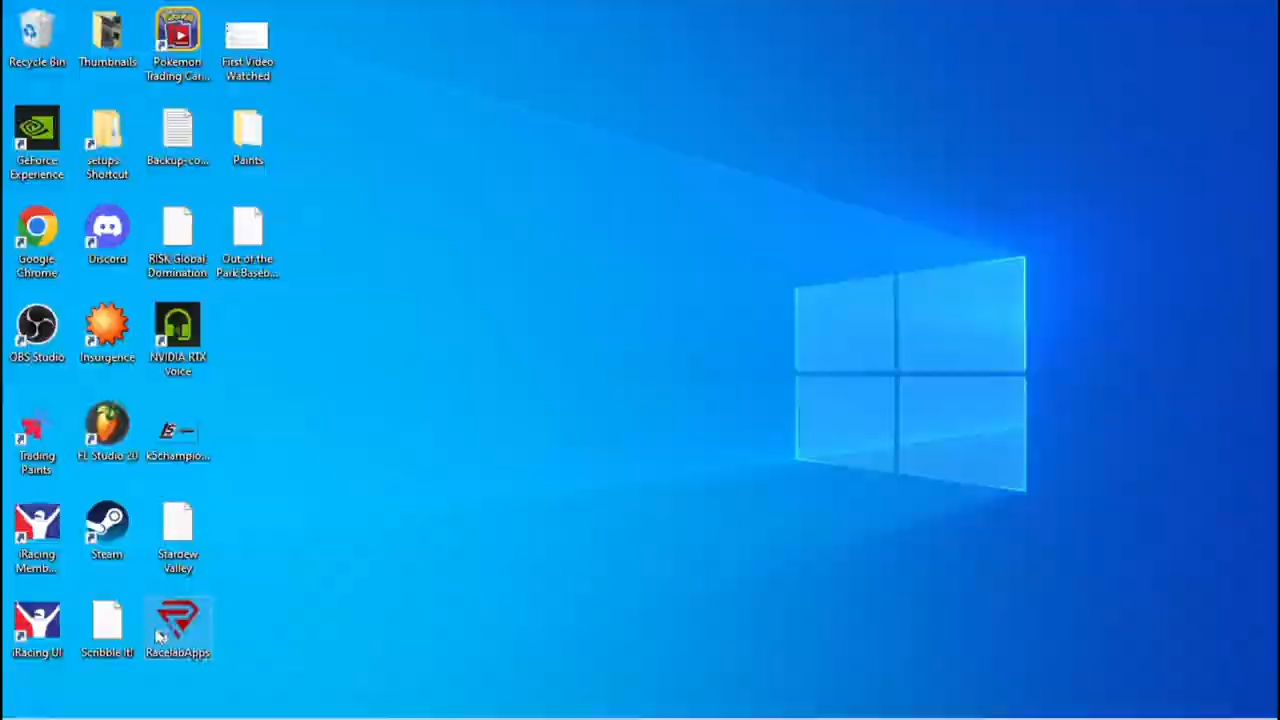 Recycle Bin
Thumbnails
Pokemon
Trading Car...
First Video
Watched
GeForce
Experience
setups
Shortcut
Backup-co...
Paints
Google
Chrome
Discord
RISK Global
Domination
Out of the
Park Baseb...
OBS Studio
Insurgence
NVIDIA RTX
Voice
Trading
Paints
FL Studio 20
k5champio...
iRacing
Memb...
Steam
Stardew
Valley
iRacing UI
Scribble It!
RacelabApps